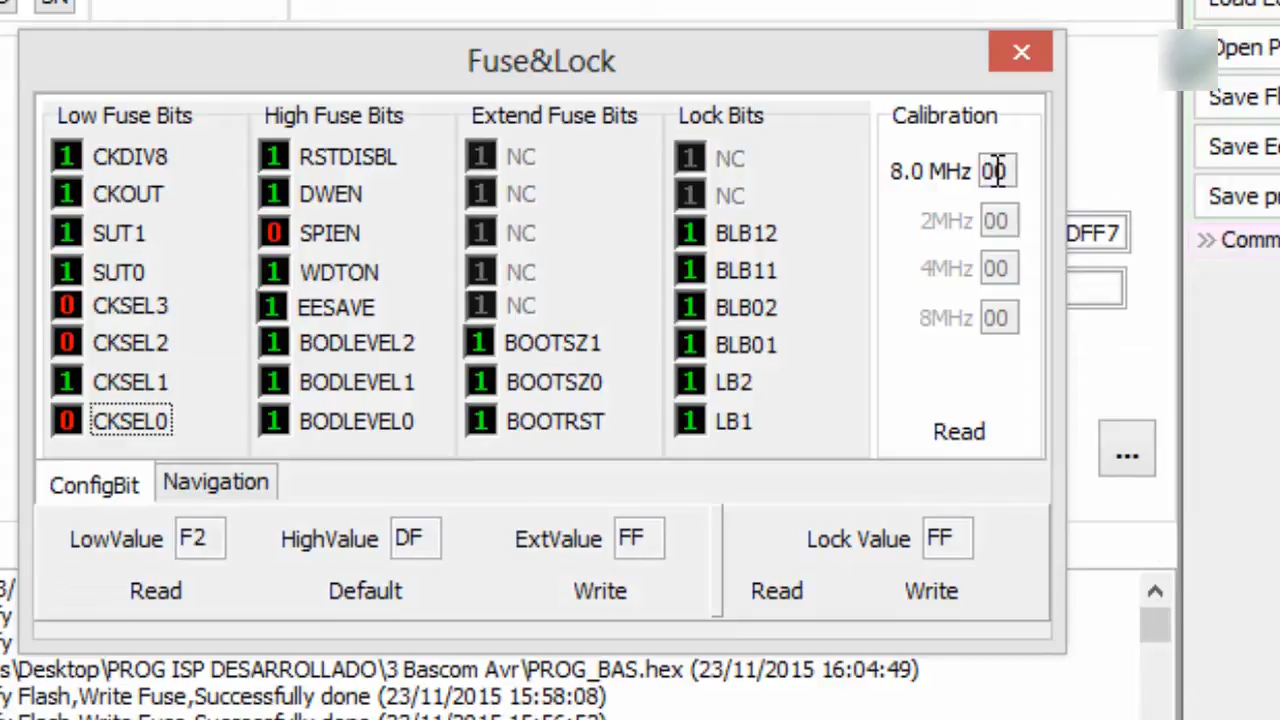 Fuse&Lock
Low Fuse Bits
1 CKDIV8
1 CKOUT
1 SUT1
1 SUT0
0 CKSEL3
0 CKSEL2
1 CKSEL1
0 CKSEL0
High Fuse Bits
1 RSTDISBL
1 DWEN
0 SPIEN
1 WDTON
1 EESAVE
1 BODLEVEL2
1 BODLEVEL1
1 BODLEVEL0
Extend Fuse Bits
1 NC
1 NC
1 NC
1 NC
1 NC
1 BOOTSZ1
1 BOOTSZ0
1 BOOTRST
Lock Bits
1 NC
1 NC
1 BLB12
1 BLB11
1 BLB02
1 BLB01
1 LB2
1 LB1
Calibration
8.0 MHz 00
2MHz 00
4MHz 00
8MHz 00
Read
ConfigBit Navigation
LowValue F2 HighValue DF ExtValue FF Lock Value FF
Read Default Write Read Write
Open P
Save Fl
Save Ee
Save pr
>> Comm
DFF7
...
s\Desktop\PROG ISP DESARROLLADO\3 Bascom Avr\PROG_BAS.hex (23/11/2015 16:04:49)
fy Flash,Write Fuse,Successfully done (23/11/2015 15:58:08)